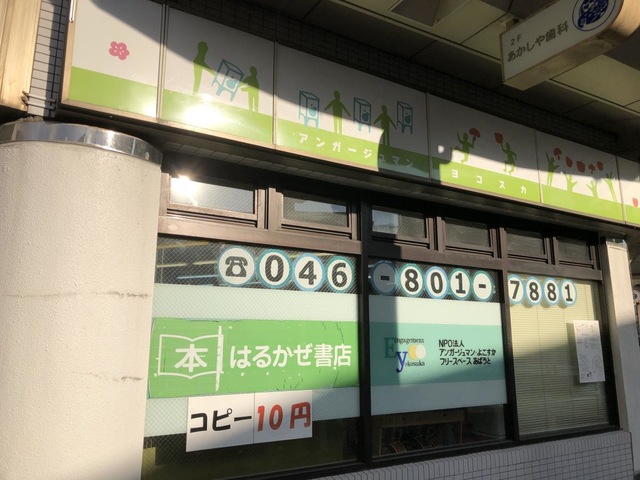 2F
あかしや歯科
アンガージュマン
ヨコスカ
☎046-801-7881
本 はるかぜ書店
Engagement
Yokosuka
NPO法人
アンガージュマン よこすか
フリースペース あばうと
コピー10円